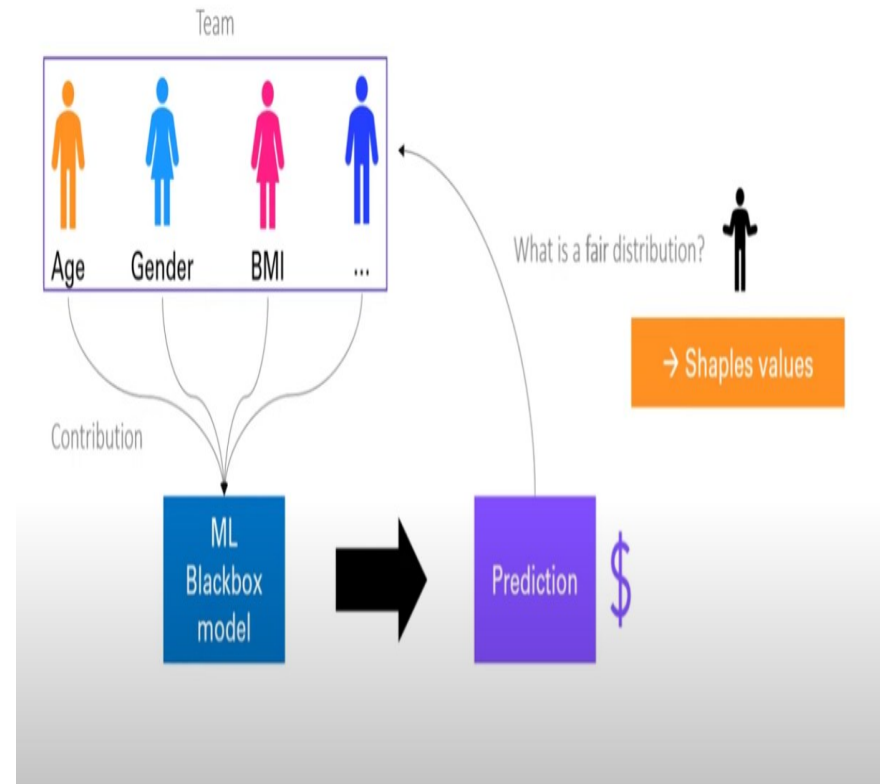 Team
Age Gender BMI ...
What is a fair distribution?
→ Shaples values
Contribution
ML
Blackbox
model
Prediction
$